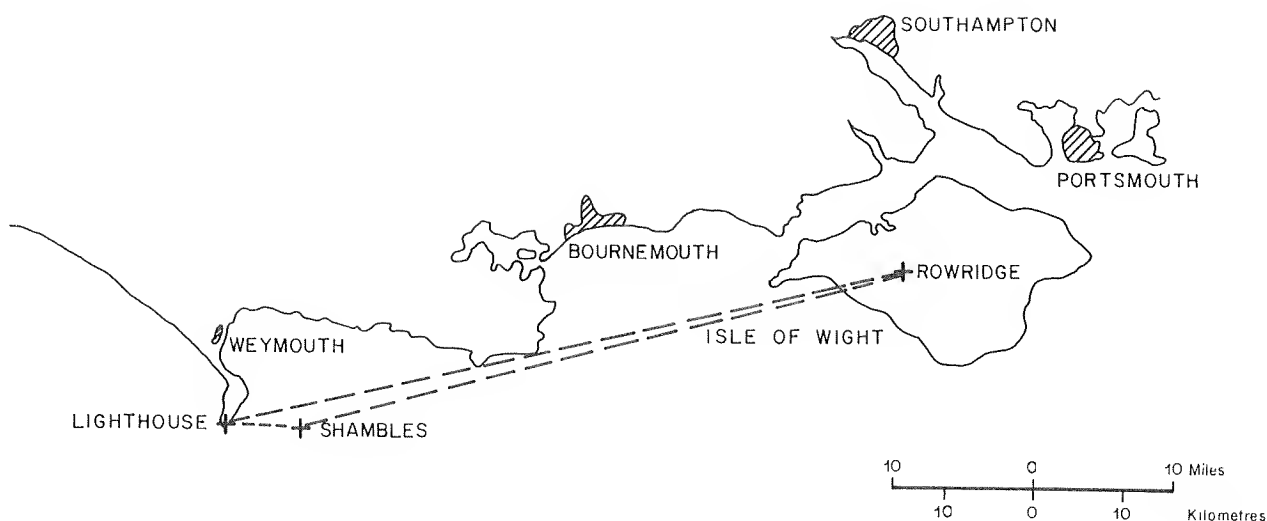 SOUTHAMPTON
PORTSMOUTH
BOURNEMOUTH
ROWRIDGE
ISLE OF WIGHT
WEYMOUTH
LIGHTHOUSE
SHAMBLES
10 0 10 Miles
10 0 10 Kilometres